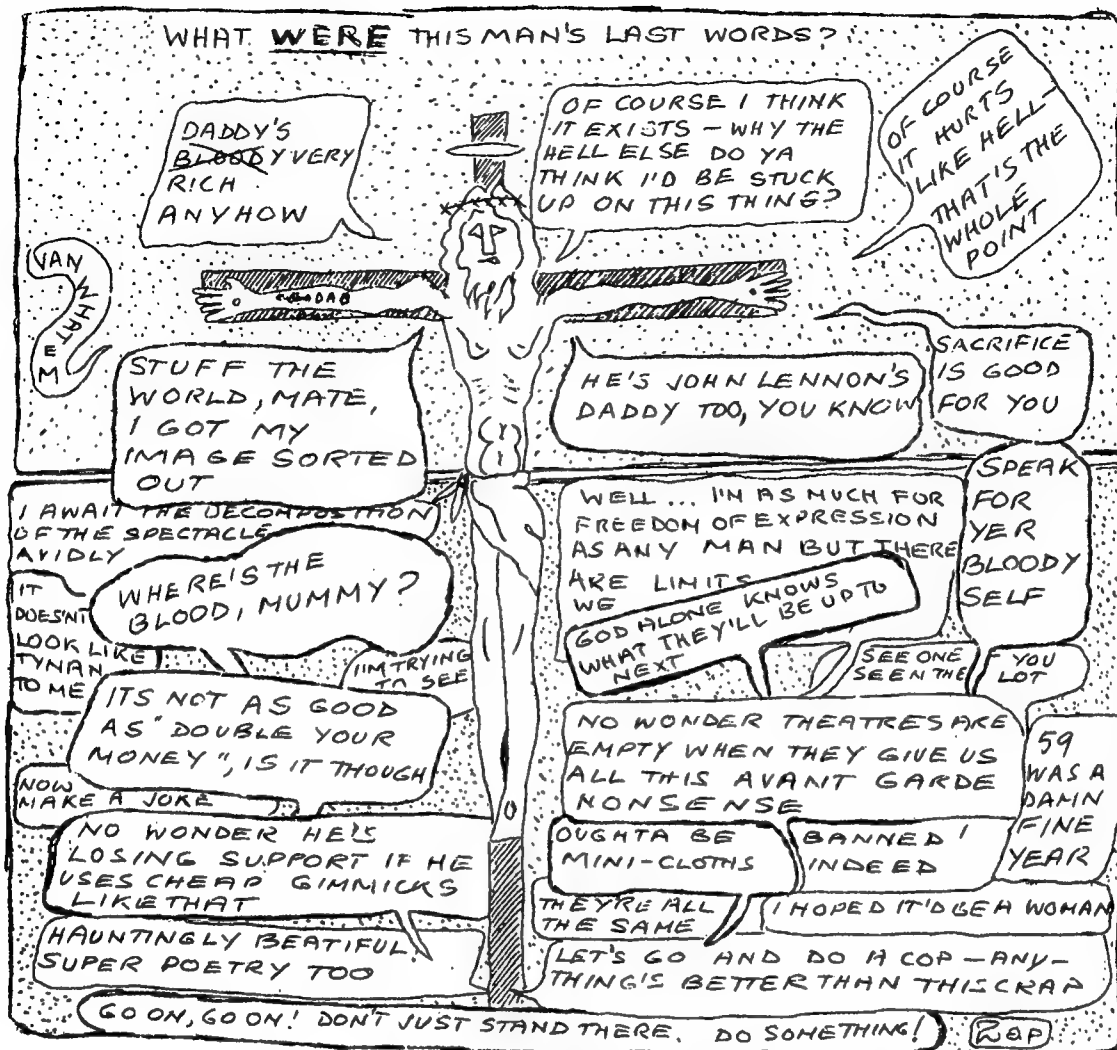 WHAT WERE THIS MAN'S LAST WORDS?
DADDY'S
BLOODY VERY
RICH
ANYHOW
OF COURSE I THINK
IT EXISTS – WHY THE
HELL ELSE DO YA
THINK I'D BE STUCK
UP ON THIS THING?
OF COURSE
IT HURTS
LIKE HELL –
THAT'S THE
WHOLE
POINT
VAN
WHAT
EM
STUFF THE
WORLD, MATE,
I GOT MY
IMAGE SORTED
OUT
HE'S JOHN LENNON'S
DADDY TOO, YOU KNOW
SACRIFICE
IS GOOD
FOR YOU
I AWAIT THE DECOMPOSITION
OF THE SPECTACLE
AVIDLY
WELL... I'M AS MUCH FOR
FREEDOM OF EXPRESSION
AS ANY MAN BUT THERE
ARE LIMITS
WE
SPEAK
FOR
YER
BLOODY
SELF
WHERE'S THE
BLOOD, MUMMY?
IT
DOES'NT
LOOK LIKE
TYNAN
TO ME
I'M TRYING
TO SEE
GOD ALONE KNOWS
WHAT THEY'LL BE UP TO
NEXT
SEE ONE
SEEN THE
YOU
LOT
ITS NOT AS GOOD
AS "DOUBLE YOUR
MONEY", IS IT THOUGH
NO WONDER THEATRES ARE
EMPTY WHEN THEY GIVE US
ALL THIS AVANT GARDE
NONSENSE
59
WAS A
DAMN
FINE
YEAR
NOW
MAKE A JOKE
NO WONDER HE'S
LOSING SUPPORT IF HE
USES CHEAP GIMMICKS
LIKE THAT
OUGHTA BE
MINI-CLOTHS
BANNED!
INDEED
THEY'RE ALL
THE SAME
I HOPED IT'D BE A WOMAN
HAUNTINGLY BEATIFUL.
SUPER POETRY TOO
LET'S GO AND DO A COP – ANY-
THING'S BETTER THAN THIS CRAP
GO ON, GO ON! DON'T JUST STAND THERE. DO SOMETHING!
ZAP